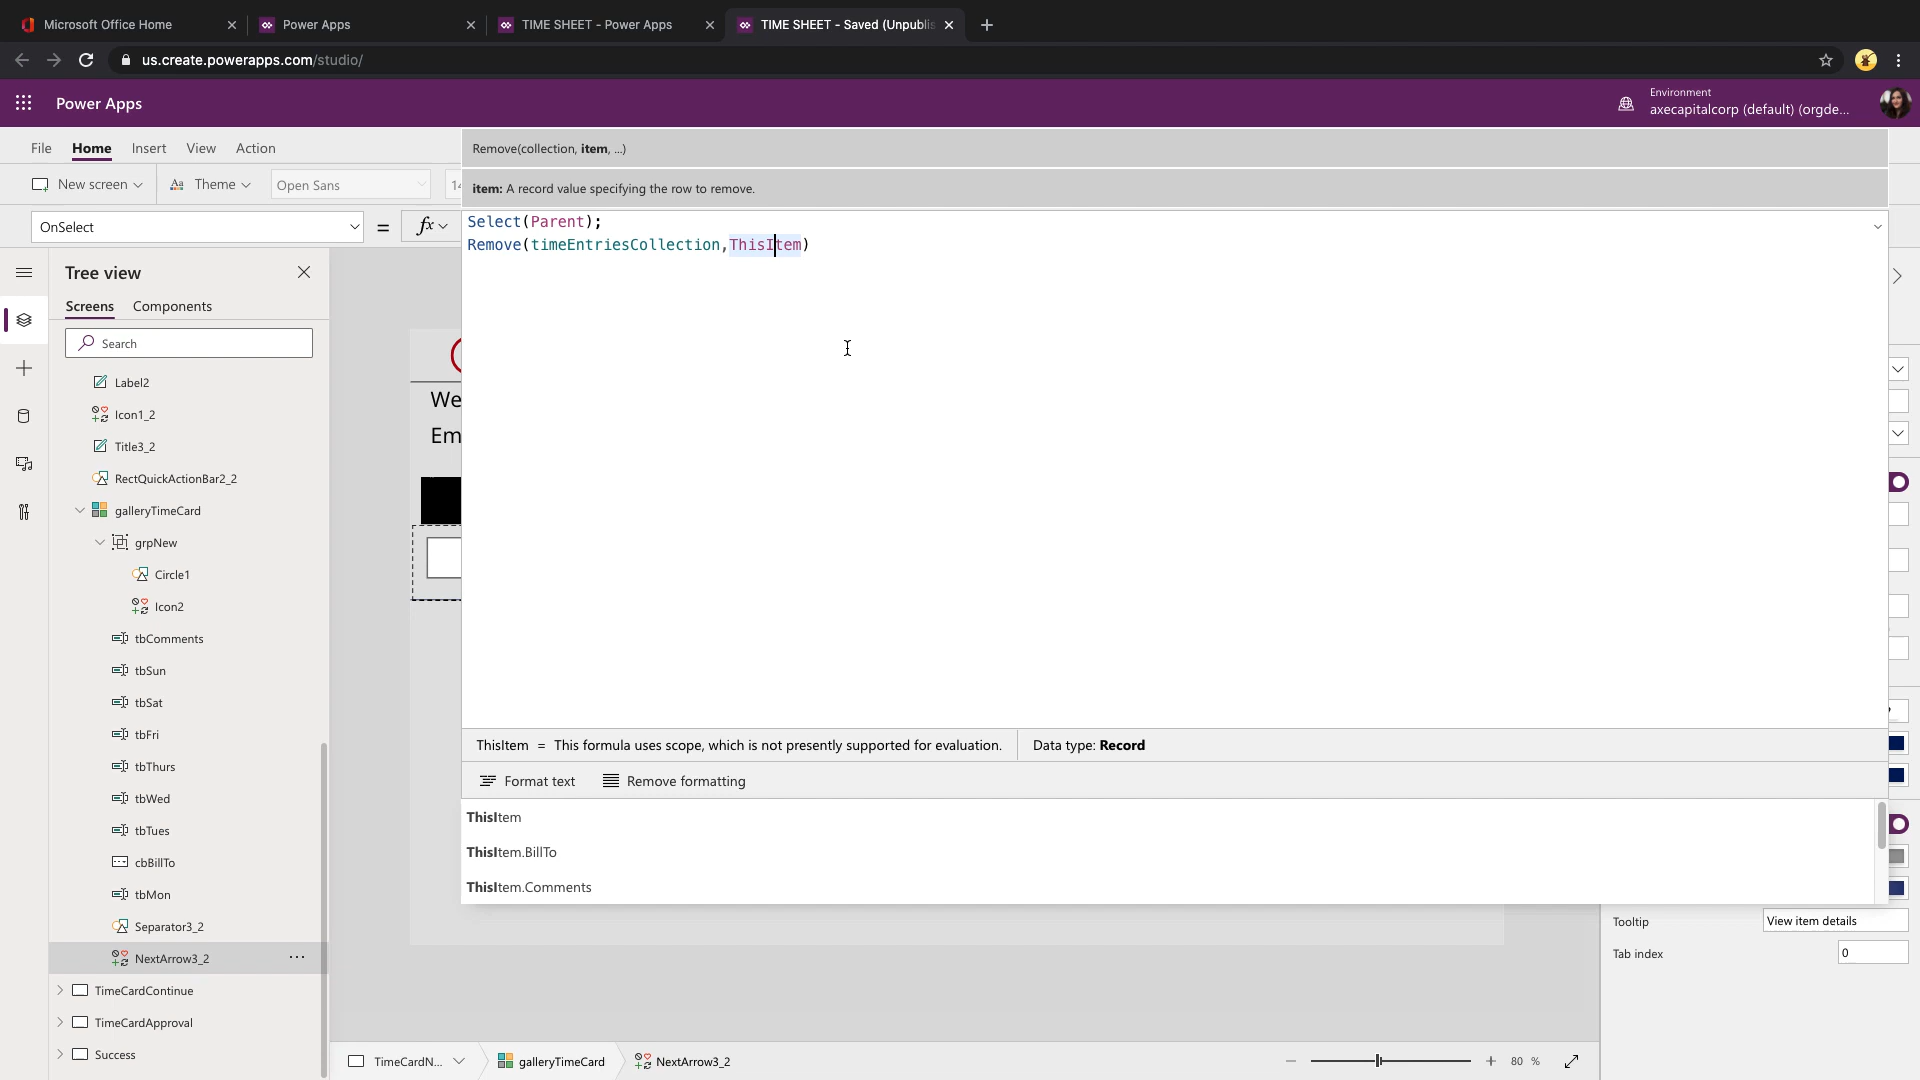 Microsoft Office Home
Power Apps
TIME SHEET - Power Apps
TIME SHEET - Saved (Unpublis
us.create.powerapps.com/studio/
Power Apps
Environment
axecapitalcorp (default) (orgde...
File
Home
Insert
View
Action
Remove(collection, item, ...)
New screen
Theme
Open Sans
14
item: A record value specifying the row to remove.
OnSelect
=
fx
Select(Parent);
Remove(timeEntriesCollection,ThisItem)
Tree view
Screens
Components
Search
Label2
Icon1_2
Title3_2
RectQuickActionBar2_2
galleryTimeCard
grpNew
Circle1
Icon2
tbComments
tbSun
tbSat
tbFri
tbThurs
tbWed
tbTues
cbBillTo
tbMon
Separator3_2
NextArrow3_2
...
TimeCardContinue
TimeCardApproval
Success
We
Em
ThisItem = This formula uses scope, which is not presently supported for evaluation.
Data type: Record
Format text
Remove formatting
ThisItem
ThisItem.BillTo
ThisItem.Comments
Tooltip
View item details
Tab index
0
TimeCardN...
galleryTimeCard
NextArrow3_2
80 %